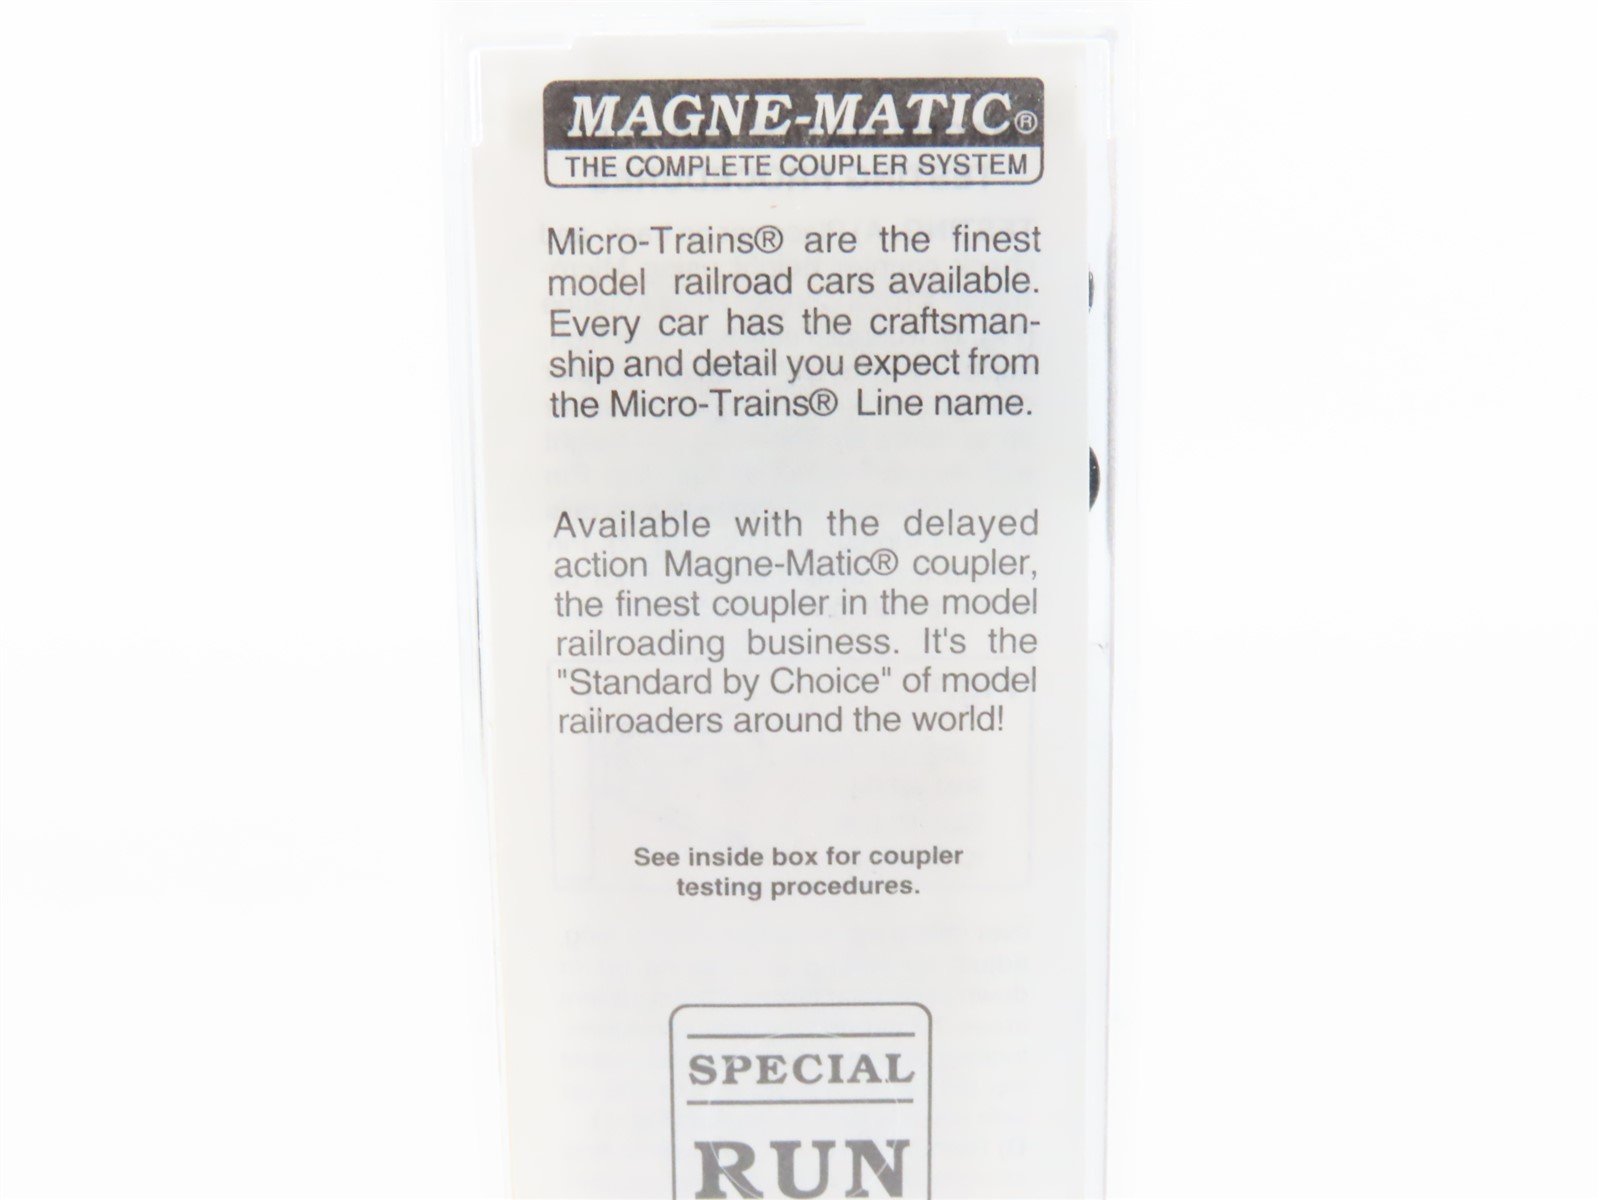 MAGNE-MATIC®
THE COMPLETE COUPLER SYSTEM
Micro-Trains® are the finest
model railroad cars available.
Every car has the craftsman-
ship and detail you expect from
the Micro-Trains® Line name.
Available with the delayed
action Magne-Matic® coupler,
the finest coupler in the model
railroading business. It's the
"Standard by Choice" of model
railroaders around the world!
See inside box for coupler
testing procedures.
SPECIAL
RUN